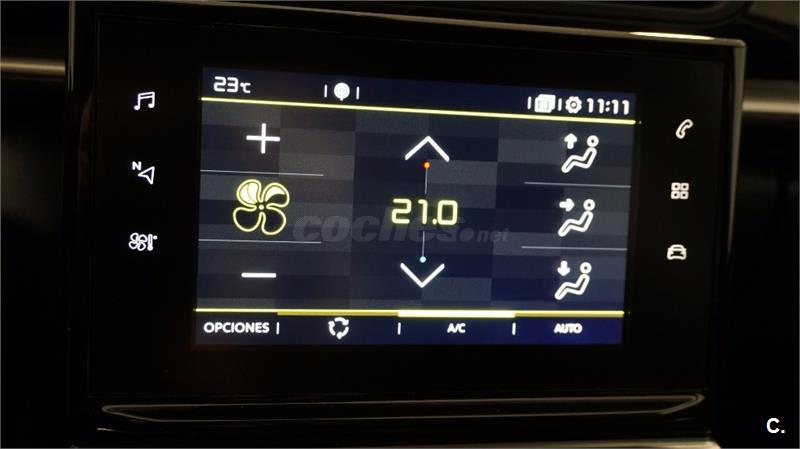 23°C
11:11
N
21.0
coches.net
OPCIONES
A/C
AUTO
C.